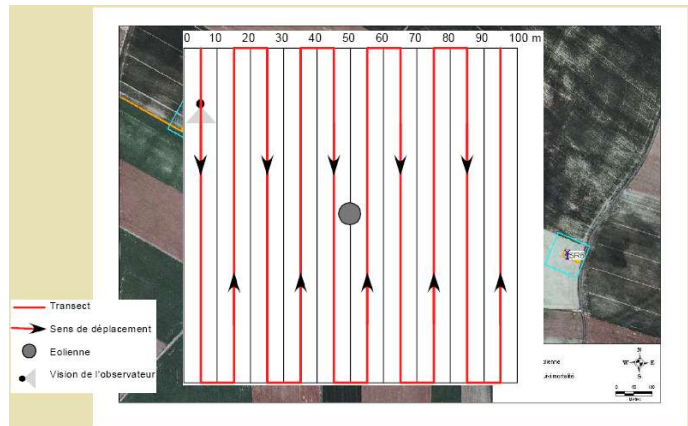 0 10 20 30 40 50 60 70 80 90 100 m
Transect
Sens de déplacement
Eolienne
Vision de l'observateur
N
W E
S